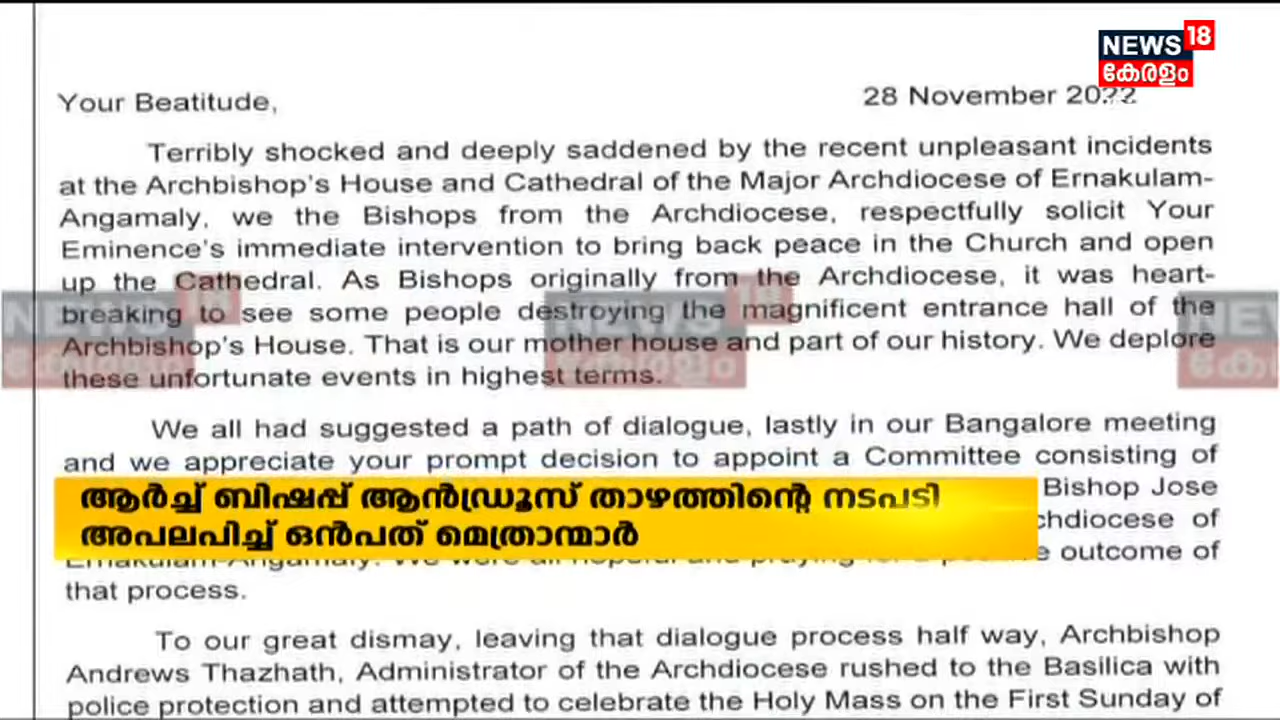 NEWS 18
കേരളം
Your Beatitude,
28 November 2022
Terribly shocked and deeply saddened by the recent unpleasant incidents
at the Archbishop's House and Cathedral of the Major Archdiocese of Ernakulam-
Angamaly, we the Bishops from the Archdiocese, respectfully solicit Your
Eminence's immediate intervention to bring back peace in the Church and open
up the Cathedral. As Bishops originally from the Archdiocese, it was heart-
breaking to see some people destroying the magnificent entrance hall of the
Archbishop's House. That is our mother house and part of our history. We deplore
these unfortunate events in highest terms.
We all had suggested a path of dialogue, lastly in our Bangalore meeting
and we appreciate your prompt decision to appoint a Committee consisting of
Bishop Jose
of
outcome of
that process.
ആർച്ച് ബിഷപ്പ് ആൻഡ്രൂസ് താഴത്തിന്റെ നടപടി
അപലപിച്ച് ഒൻപത് മെത്രാന്മാർ
To our great dismay, leaving that dialogue process half way, Archbishop
Andrews Thazhath, Administrator of the Archdiocese rushed to the Basilica with
police protection and attempted to celebrate the Holy Mass on the First Sunday of